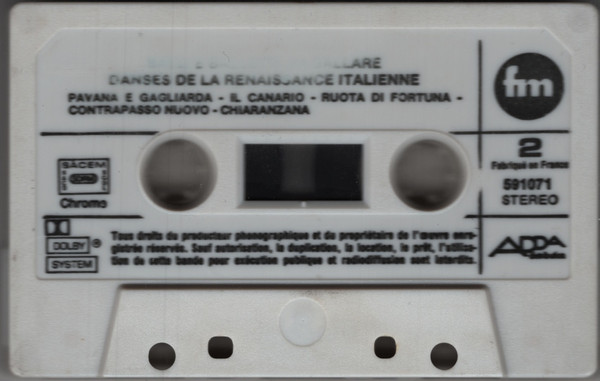 LARE
DANSES DE LA RENAISSANCE ITALIENNE
PAVANA E GAGLIARDA - IL CANARIO - RUOTA DI FORTUNA -
CONTRAPASSO NUOVO - CHIARANZANA
fm
2
Fabriqué en France
591071
STEREO
SACEM
Chrome
DOLBY ®
SYSTEM
Tous droits du producteur phonographique et du propriétaire de l'œuvre enre-
gistrée réservés. Sauf autorisation, la duplication, la location, le prêt, l'utilisa-
tion de cette bande pour exécution publique et radiodiffusion sont interdits.
ADDA